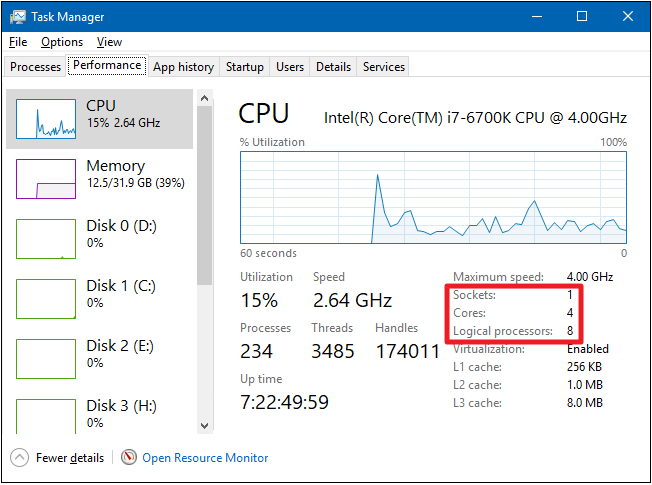 Task Manager
File Options View
Processes Performance App history Startup Users Details Services
CPU
15% 2.64 GHz
Memory
12.5/31.9 GB (39%)
Disk 0 (D:)
0%
Disk 1 (C:)
0%
Disk 2 (E:)
0%
Disk 3 (H:)
0%
CPU Intel(R) Core(TM) i7-6700K CPU @ 4.00GHz
% Utilization 100%
60 seconds 0
Utilization Speed
15% 2.64 GHz
Processes Threads Handles
234 3485 174011
Up time
7:22:49:59
Maximum speed: 4.00 GHz
Sockets: 1
Cores: 4
Logical processors: 8
Virtualization: Enabled
L1 cache: 256 KB
L2 cache: 1.0 MB
L3 cache: 8.0 MB
Fewer details Open Resource Monitor